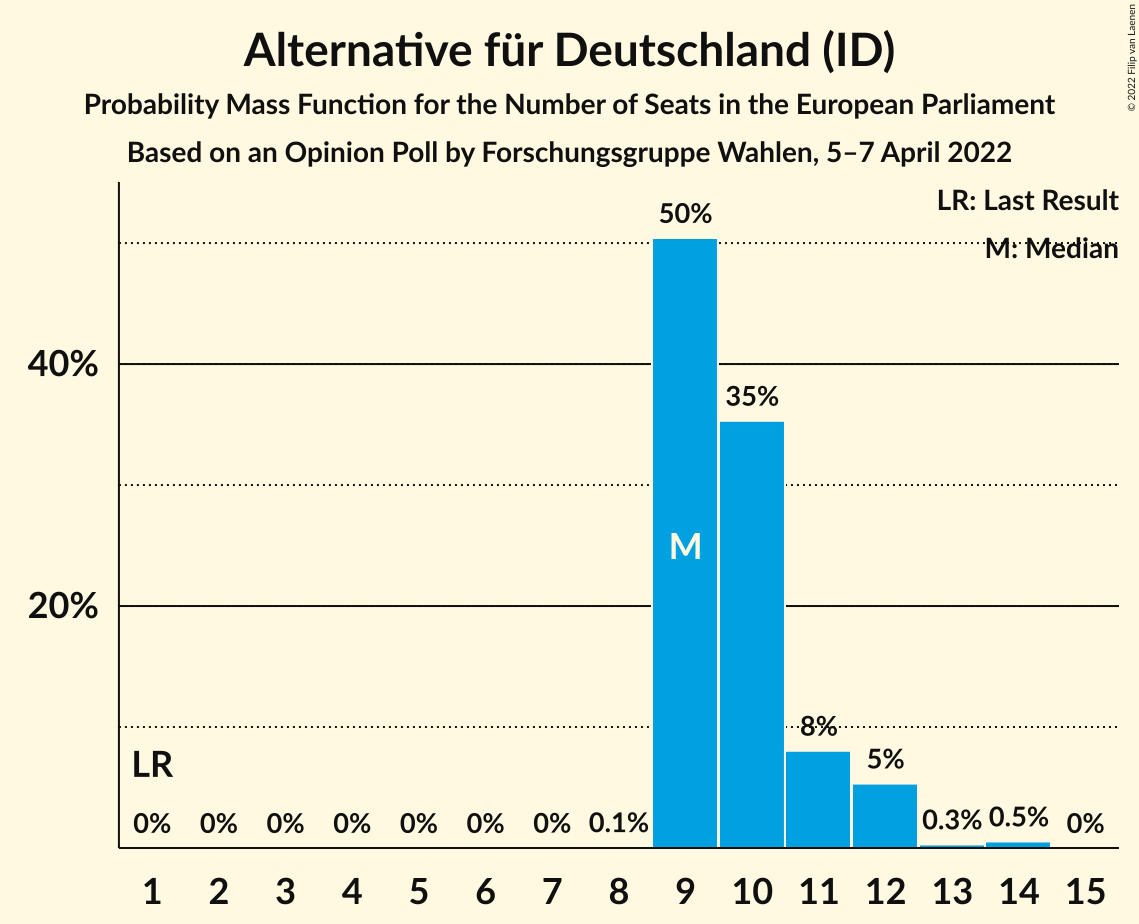 Alternative für Deutschland (ID)
Probability Mass Function for the Number of Seats in the European Parliament
Based on an Opinion Poll by Forschungsgruppe Wahlen, 5–7 April 2022
© 2022 Filip van Laenen
LR: Last Result
M: Median
50%
40%
35%
M
20%
8%
LR
5%
0% 0% 0% 0% 0% 0% 0% 0.1% 0.3% 0.5% 0%
1 2 3 4 5 6 7 8 9 10 11 12 13 14 15